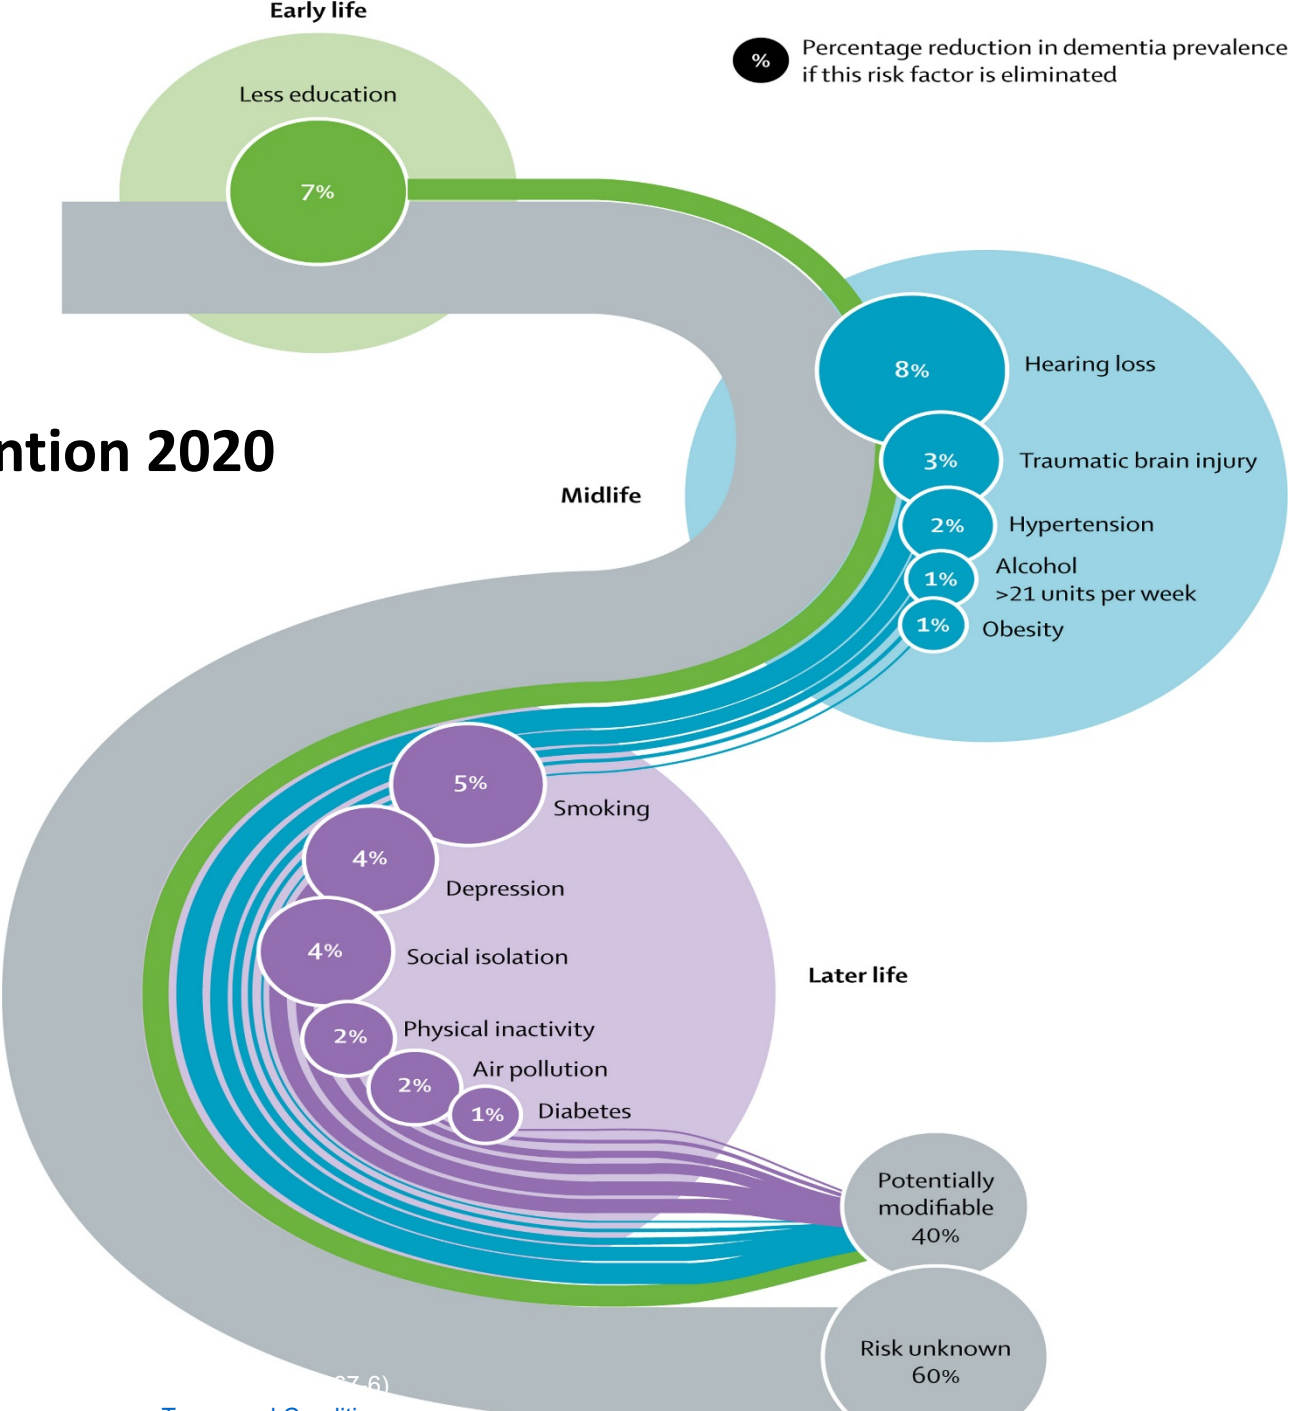 Early life
% Percentage reduction in dementia prevalence
if this risk factor is eliminated
Less education
7%
8% Hearing loss
ntion 2020
3% Traumatic brain injury
Midlife
2% Hypertension
1% Alcohol
>21 units per week
1% Obesity
5%
Smoking
4%
Depression
4% Social isolation
Later life
2% Physical inactivity
2% Air pollution
1% Diabetes
Potentially
modifiable
40%
Risk unknown
60%
7-6)